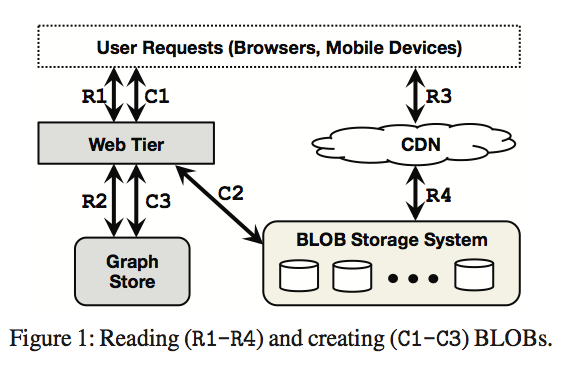 User Requests (Browsers, Mobile Devices)
R1
C1
R3
Web Tier
CDN
R2
C3
C2
R4
Graph
Store
BLOB Storage System
Figure 1: Reading (R1-R4) and creating (C1-C3) BLOBs.